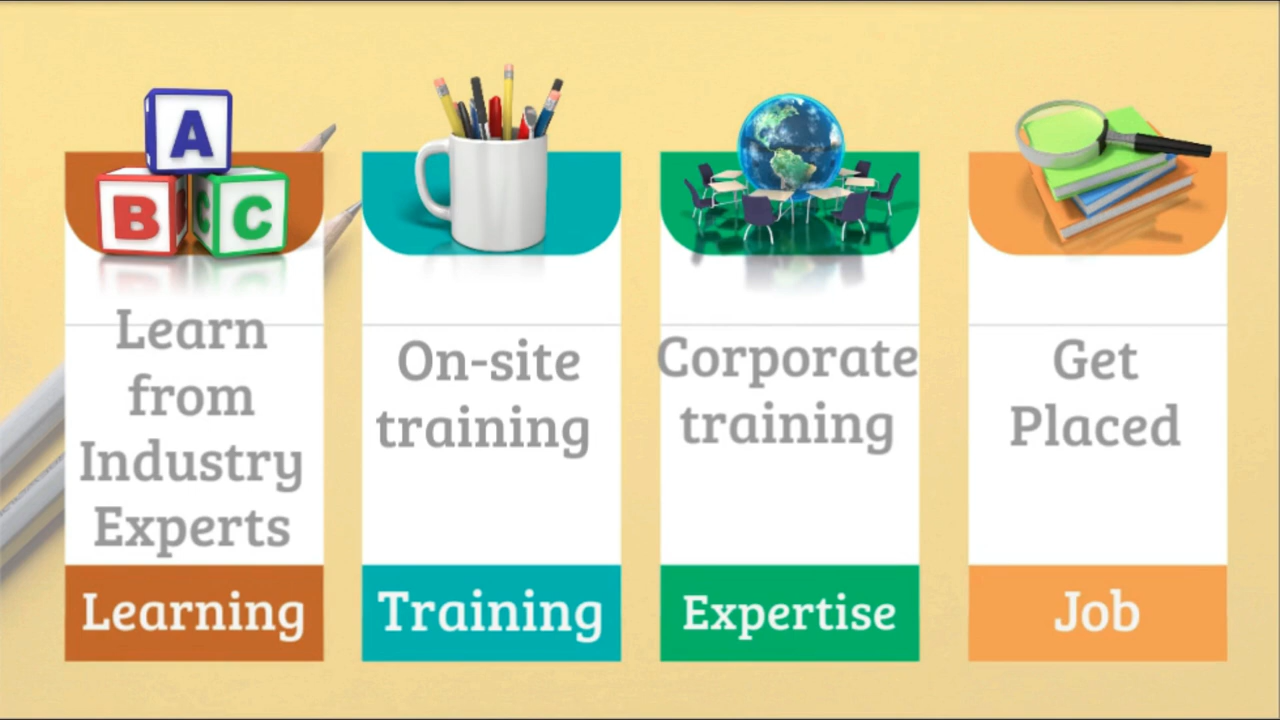 A
B
C
C
Learn
from
Industry
Experts
Learning
On-site
training
Training
Corporate
training
Expertise
Get
Placed
Job